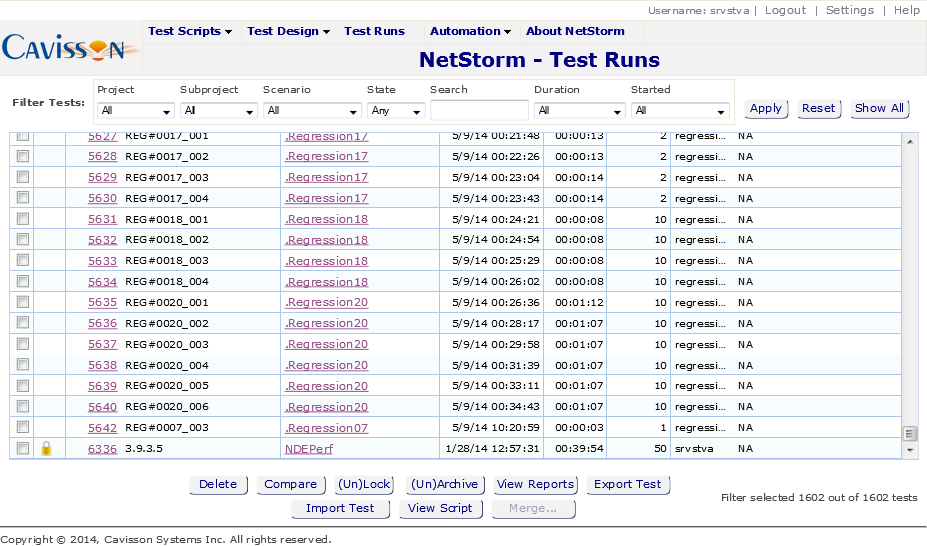 Username: srvstva | Logout | Settings | Help
CAVISSON
Test Scripts Test Design Test Runs Automation About NetStorm
NetStorm - Test Runs
Project Subproject Scenario State Search Duration Started
Filter Tests: All All All Any All All Apply Reset Show All
5627 REG#0017_001 .Regression17 5/9/14 00:21:48 00:00:13 2 regressi... NA
5628 REG#0017_002 .Regression17 5/9/14 00:22:26 00:00:13 2 regressi... NA
5629 REG#0017_003 .Regression17 5/9/14 00:23:04 00:00:14 2 regressi... NA
5630 REG#0017_004 .Regression17 5/9/14 00:23:43 00:00:14 2 regressi... NA
5631 REG#0018_001 .Regression18 5/9/14 00:24:21 00:00:08 10 regressi... NA
5632 REG#0018_002 .Regression18 5/9/14 00:24:54 00:00:08 10 regressi... NA
5633 REG#0018_003 .Regression18 5/9/14 00:25:29 00:00:08 10 regressi... NA
5634 REG#0018_004 .Regression18 5/9/14 00:26:02 00:00:08 10 regressi... NA
5635 REG#0020_001 .Regression20 5/9/14 00:26:36 00:01:12 10 regressi... NA
5636 REG#0020_002 .Regression20 5/9/14 00:28:17 00:01:07 10 regressi... NA
5637 REG#0020_003 .Regression20 5/9/14 00:29:58 00:01:07 10 regressi... NA
5638 REG#0020_004 .Regression20 5/9/14 00:31:39 00:01:07 10 regressi... NA
5639 REG#0020_005 .Regression20 5/9/14 00:33:11 00:01:07 10 regressi... NA
5640 REG#0020_006 .Regression20 5/9/14 00:34:43 00:01:07 10 regressi... NA
5642 REG#0007_003 .Regression07 5/9/14 10:20:59 00:00:03 1 regressi... NA
6336 3.9.3.5 NDEPerf 1/28/14 12:57:31 00:39:54 50 srvstva NA
Delete Compare (Un)Lock (Un)Archive View Reports Export Test
Filter selected 1602 out of 1602 tests
Import Test View Script Merge...
Copyright © 2014, Cavisson Systems Inc. All rights reserved.